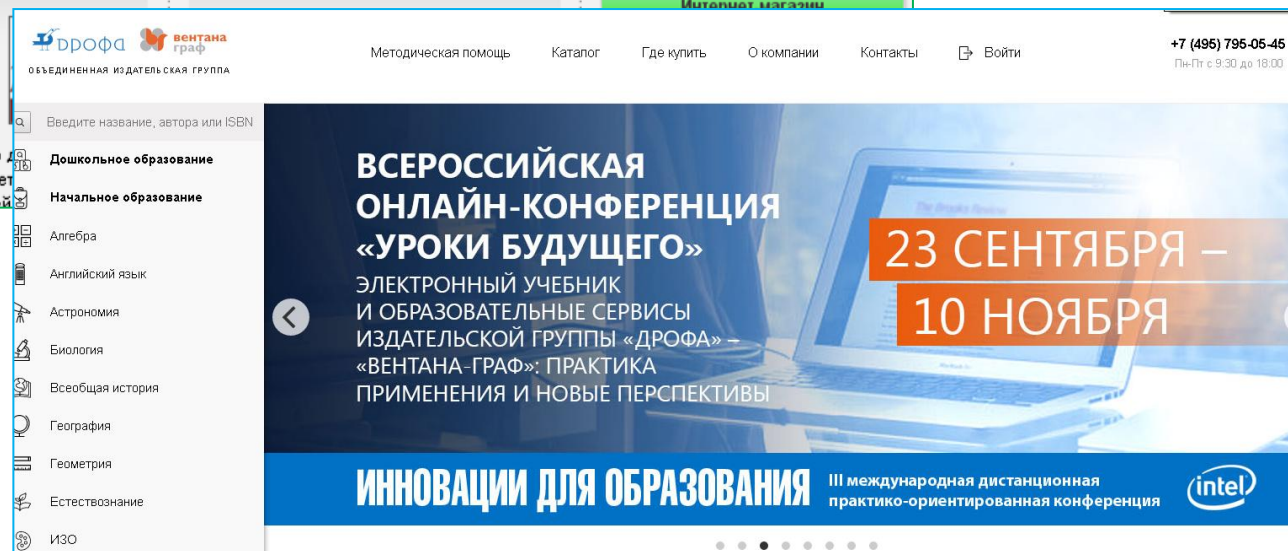 Интернет магазин
Дрофа вентана граф
ОБЪЕДИНЕННАЯ ИЗДАТЕЛЬСКАЯ ГРУППА
Методическая помощь Каталог Где купить О компании Контакты Войти
+7 (495) 795-05-45
Пн-Пт с 9:30 до 18:00
Введите название, автора или ISBN
Дошкольное образование
Начальное образование
Алгебра
Английский язык
Астрономия
Биология
Всеобщая история
География
Геометрия
Естествознание
ИЗО
ВСЕРОССИЙСКАЯ
ОНЛАЙН-КОНФЕРЕНЦИЯ
«УРОКИ БУДУЩЕГО»
ЭЛЕКТРОННЫЙ УЧЕБНИК
И ОБРАЗОВАТЕЛЬНЫЕ СЕРВИСЫ
ИЗДАТЕЛЬСКОЙ ГРУППЫ «ДРОФА» –
«ВЕНТАНА-ГРАФ»: ПРАКТИКА
ПРИМЕНЕНИЯ И НОВЫЕ ПЕРСПЕКТИВЫ
23 СЕНТЯБРЯ –
10 НОЯБРЯ
ИННОВАЦИИ ДЛЯ ОБРАЗОВАНИЯ
III международная дистанционная
практико-ориентированная конференция
intel